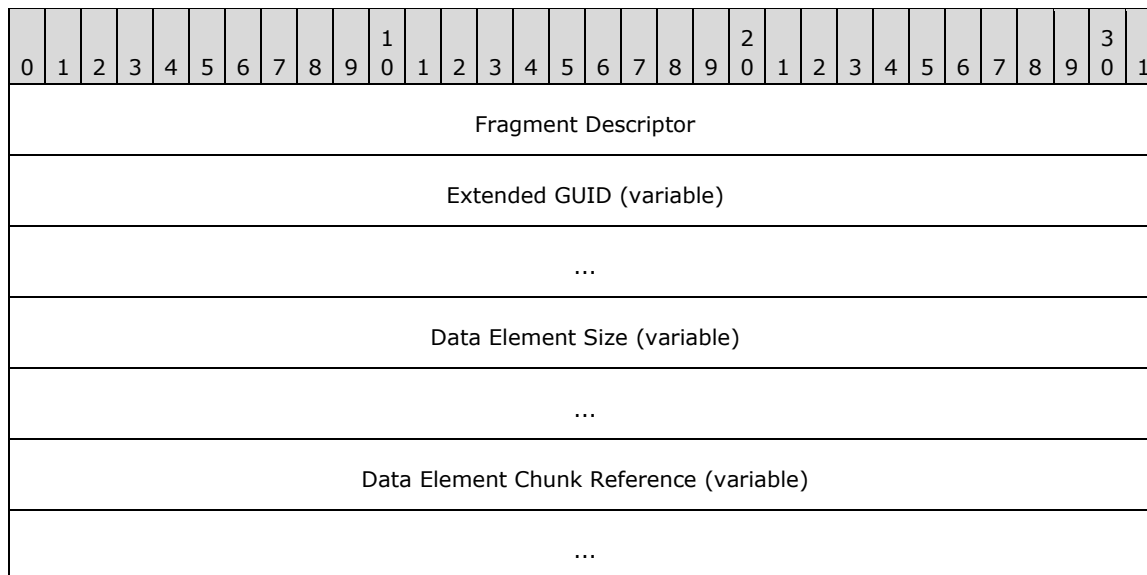 1 2 3
0 1 2 3 4 5 6 7 8 9 0 1 2 3 4 5 6 7 8 9 0 1 2 3 4 5 6 7 8 9 0 1
Fragment Descriptor
Extended GUID (variable)
...
Data Element Size (variable)
...
Data Element Chunk Reference (variable)
...